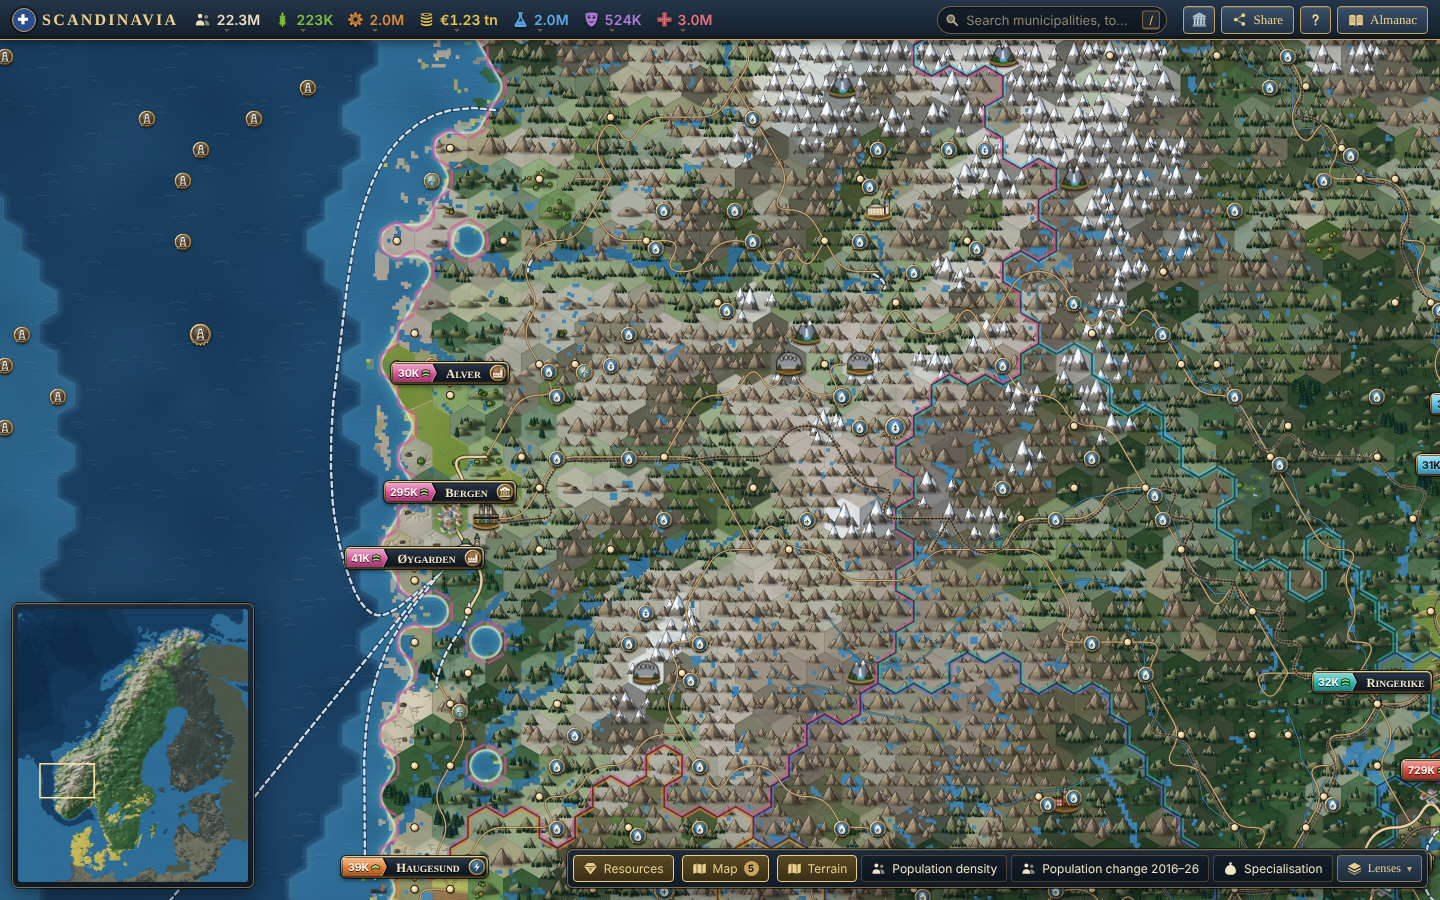 SCANDINAVIA
22.3M
223K
2.0M
€1.23 tn
2.0M
524K
3.0M
Search municipalities, to...
/
Share
?
Almanac
30K ALVER
31K
295K BERGEN
41K ØYGARDEN
32K RINGERIKE
729K
39K HAUGESUND
Resources
Map 5
Terrain
Population density
Population change 2016–26
Specialisation
Lenses